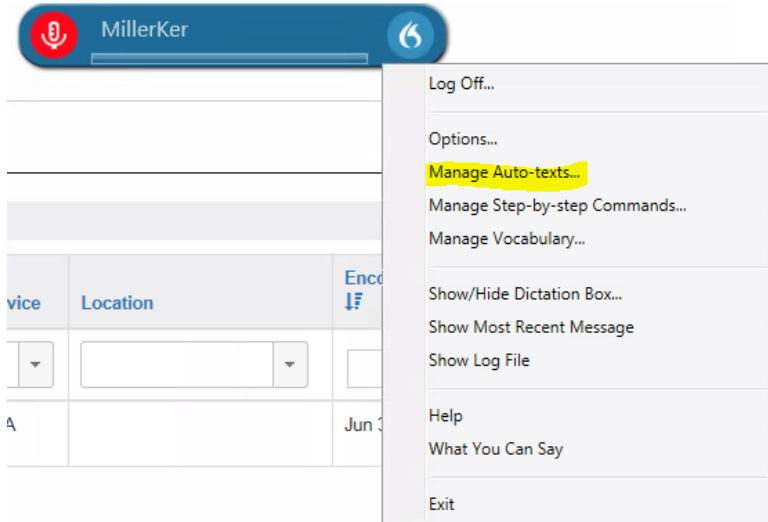 MillerKer
Log Off...
Options...
Manage Auto-texts...
Manage Step-by-step Commands...
Manage Vocabulary...
Show/Hide Dictation Box...
Show Most Recent Message
Show Log File
Help
What You Can Say
Exit
vice
Location
Enco
A
Jun 3